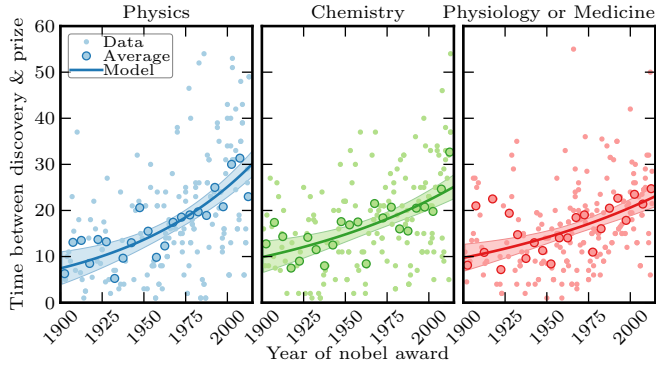 Physics Chemistry Physiology or Medicine
Time between discovery & prize
60
50
40
30
20
10
0
Data
Average
Model
1900 1925 1950 1975 2000 1900 1925 1950 1975 2000 1900 1925 1950 1975 2000
Year of nobel award